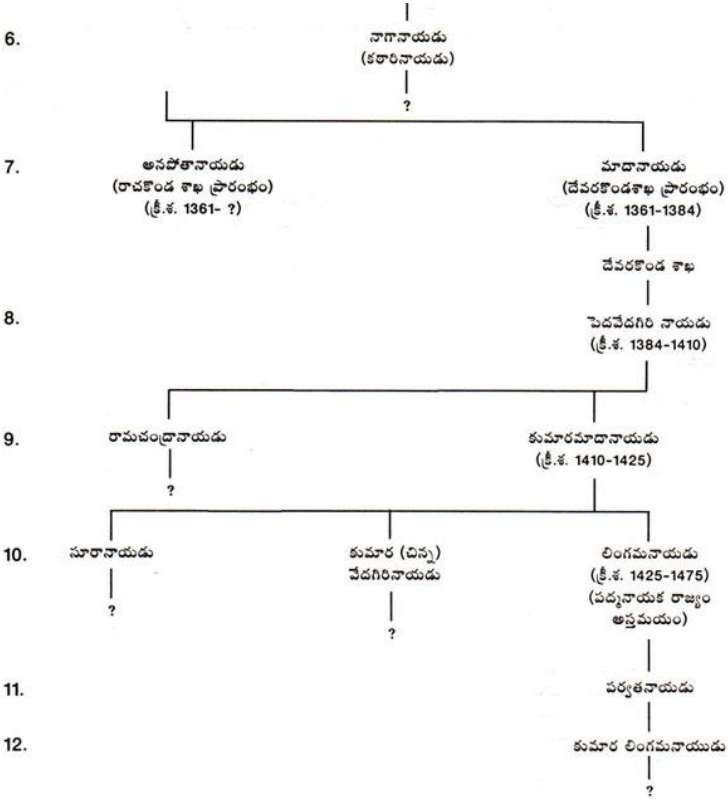 6.
నాగానాయడు
(కఠారినాయడు)
?
7.
అనపోతానాయడు
(రాచకొండ శాఖ ప్రారంభం)
(క్రీ.శ. 1361- ?)
మాదానాయడు
(దేవరకొండశాఖ ప్రారంభం)
(క్రీ.శ. 1361-1384)
దేవరకొండ శాఖ
8.
పెదవేదగిరి నాయడు
(క్రీ.శ. 1384-1410)
9.
రామచంద్రానాయడు
?
కుమారమాదానాయడు
(క్రీ.శ. 1410-1425)
10.
సూరానాయడు
?
కుమార (చిన్న)
వేదగిరినాయడు
?
లింగమనాయడు
(క్రీ.శ. 1425-1475)
(పద్మనాయక రాజ్యం
అస్తమయం)
11.
పర్వతనాయడు
12.
కుమార లింగమనాయుడు
?